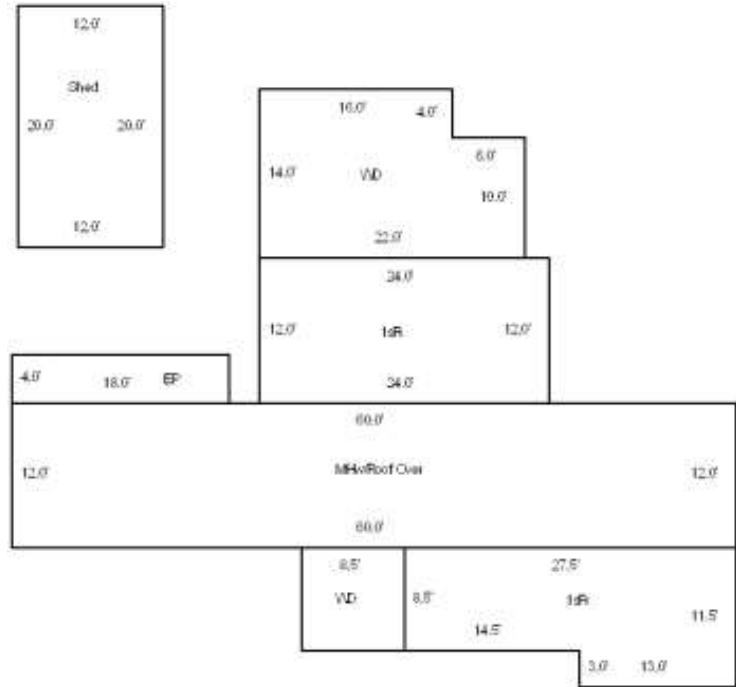 12.0'
Shed
20.0' 20.0'
12.0'
16.0' 4.0'
6.0'
14.0' WD 10.0'
22.0'
24.0'
12.0' 1sFr 12.0'
24.0'
4.0' 18.0' EP
60.0'
12.0' MHw/Roof Over 12.0'
60.0'
8.5' 27.5'
WD 8.5' 1sFr 11.5'
14.5'
3.0' 13.0'